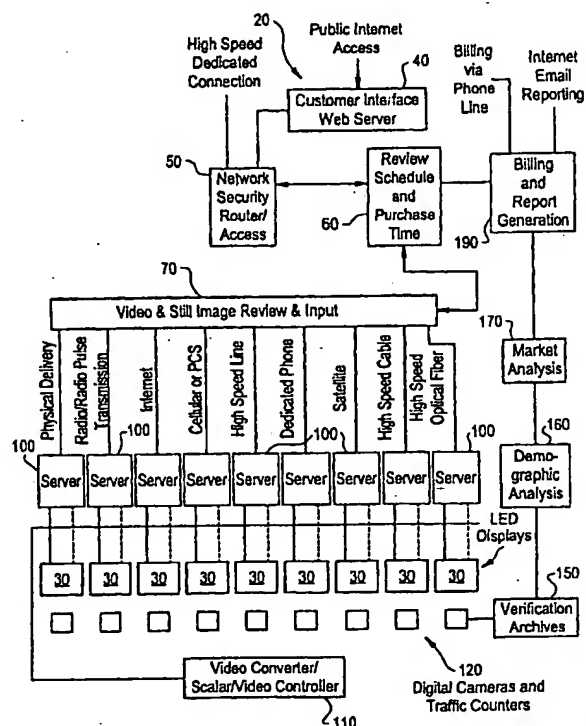 20
High Speed
Dedicated
Connection
Public Internet
Access
40
Customer Interface
Web Server
Billing
via
Phone
Line
Internet
Email
Reporting
50
Network
Security
Router/
Access
Review
Schedule
and
Purchase
Time
60
Billing
and
Report
Generation
190
70
Video & Still Image Review & Input
Physical Delivery
Radio/Radio Pulse
Transmission
Internet
Cellular or PCS
High Speed Line
Dedicated Phone
Satellite
High Speed Cable
High Speed
Optical Fiber
170
Market
Analysis
100
100
100
100
Server
Server
Server
Server
Server
Server
Server
Server
Server
160
Demo-
graphic
Analysis
LED
Displays
30
30
30
30
30
30
30
30
30
150
Verification
Archives
120
Digital Cameras and
Traffic Counters
Video Converter/
Scalar/Video Controller
110